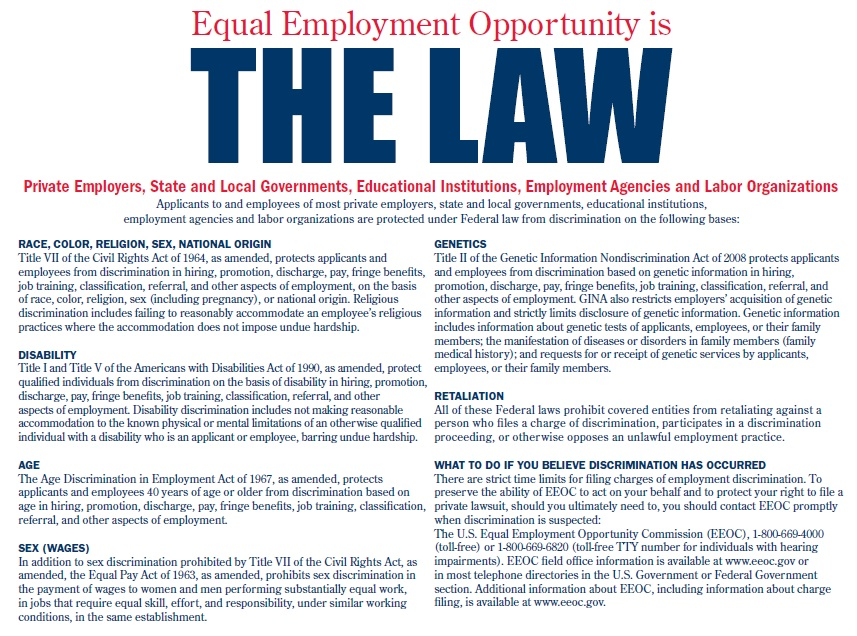 Equal Employment Opportunity is
THE LAW
Private Employers, State and Local Governments, Educational Institutions, Employment Agencies and Labor Organizations
Applicants to and employees of most private employers, state and local governments, educational institutions,
employment agencies and labor organizations are protected under Federal law from discrimination on the following bases:
RACE, COLOR, RELIGION, SEX, NATIONAL ORIGIN
Title VII of the Civil Rights Act of 1964, as amended, protects applicants and
employees from discrimination in hiring, promotion, discharge, pay, fringe benefits,
job training, classification, referral, and other aspects of employment, on the basis
of race, color, religion, sex (including pregnancy), or national origin. Religious
discrimination includes failing to reasonably accommodate an employee's religious
practices where the accommodation does not impose undue hardship.
DISABILITY
Title I and Title V of the Americans with Disabilities Act of 1990, as amended, protect
qualified individuals from discrimination on the basis of disability in hiring, promotion,
discharge, pay, fringe benefits, job training, classification, referral, and other
aspects of employment. Disability discrimination includes not making reasonable
accommodation to the known physical or mental limitations of an otherwise qualified
individual with a disability who is an applicant or employee, barring undue hardship.
AGE
The Age Discrimination in Employment Act of 1967, as amended, protects
applicants and employees 40 years of age or older from discrimination based on
age in hiring, promotion, discharge, pay, fringe benefits, job training, classification,
referral, and other aspects of employment.
SEX (WAGES)
In addition to sex discrimination prohibited by Title VII of the Civil Rights Act, as
amended, the Equal Pay Act of 1963, as amended, prohibits sex discrimination in
the payment of wages to women and men performing substantially equal work,
in jobs that require equal skill, effort, and responsibility, under similar working
conditions, in the same establishment.
GENETICS
Title II of the Genetic Information Nondiscrimination Act of 2008 protects applicants
and employees from discrimination based on genetic information in hiring,
promotion, discharge, pay, fringe benefits, job training, classification, referral, and
other aspects of employment. GINA also restricts employers' acquisition of genetic
information and strictly limits disclosure of genetic information. Genetic information
includes information about genetic tests of applicants, employees, or their family
members; the manifestation of diseases or disorders in family members (family
medical history); and requests for or receipt of genetic services by applicants,
employees, or their family members.
RETALIATION
All of these Federal laws prohibit covered entities from retaliating against a
person who files a charge of discrimination, participates in a discrimination
proceeding, or otherwise opposes an unlawful employment practice.
WHAT TO DO IF YOU BELIEVE DISCRIMINATION HAS OCCURRED
There are strict time limits for filing charges of employment discrimination. To
preserve the ability of EEOC to act on your behalf and to protect your right to file a
private lawsuit, should you ultimately need to, you should contact EEOC promptly
when discrimination is suspected:
The U.S. Equal Employment Opportunity Commission (EEOC), 1-800-669-4000
(toll-free) or 1-800-669-6820 (toll-free TTY number for individuals with hearing
impairments). EEOC field office information is available at www.eeoc.gov or
in most telephone directories in the U.S. Government or Federal Government
section. Additional information about EEOC, including information about charge
filing, is available at www.eeoc.gov.